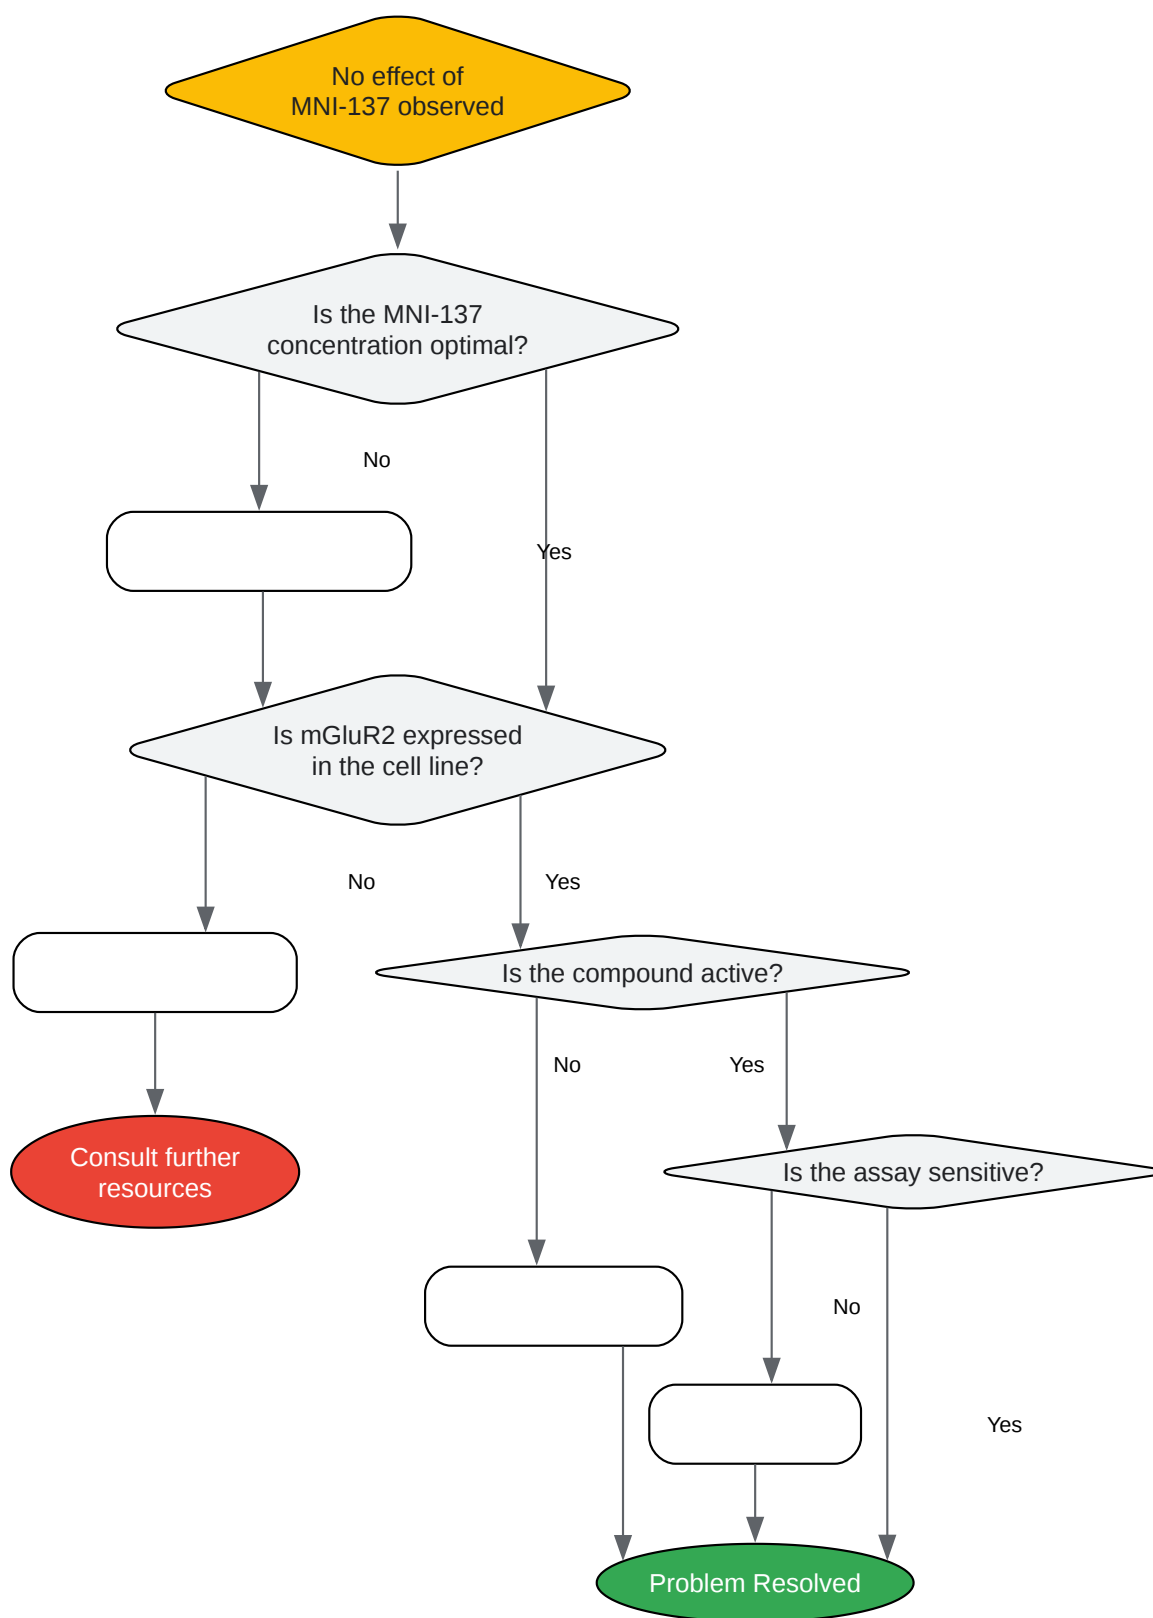 No effect of
MNI-137 observed
Is the MNI-137
concentration optimal?
No
Yes
Is mGluR2 expressed
in the cell line?
No
Yes
Is the compound active?
No
Yes
Consult further
resources
Is the assay sensitive?
No
Yes
Problem Resolved